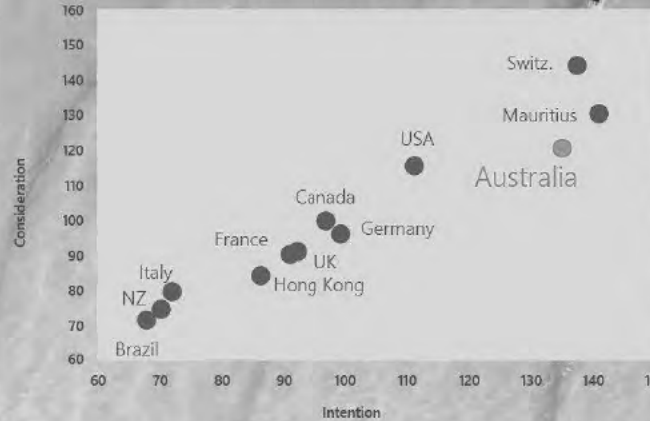 160
150
140
130
120
110
100
90
80
70
60
Consideration
Switz.
Mauritius
USA
Australia
Canada
Germany
France
UK
Hong Kong
Italy
NZ
Brazil
60
70
80
90
100
110
120
130
140
Intention